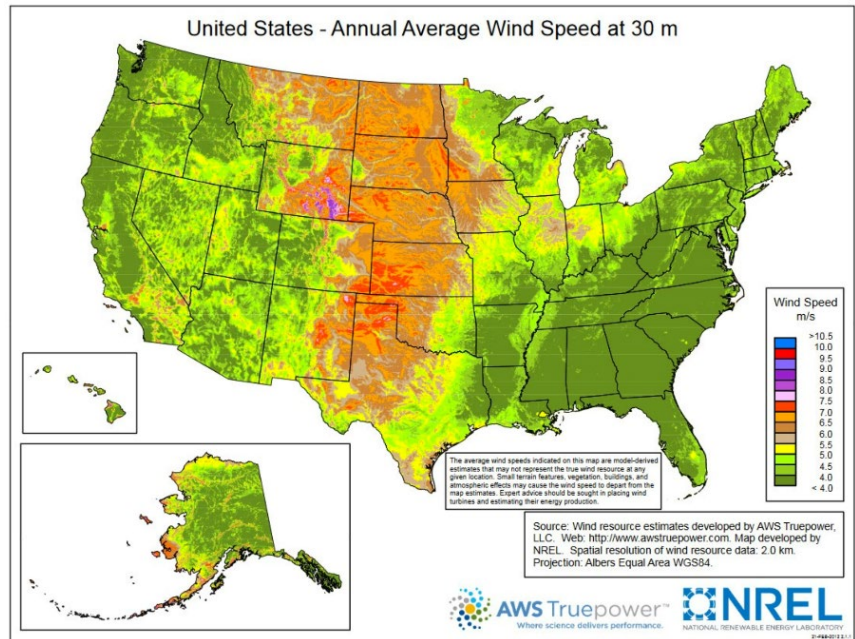 United States - Annual Average Wind Speed at 30 m
Wind Speed
m/s
>10.5
10.0
9.5
9.0
8.5
8.0
7.5
7.0
6.5
6.0
5.5
5.0
4.5
4.0
< 4.0
The average wind speeds indicated on this map are model-derived
estimates that may not represent the true wind resource at any
given location. Small terrain features, vegetation, buildings, and
atmospheric effects may cause the wind speed to depart from the
map estimates. Expert advice should be sought in placing wind
turbines and estimating their energy production.
Source: Wind resource estimates developed by AWS Truepower,
LLC. Web: http://www.awstruepower.com. Map developed by
NREL. Spatial resolution of wind resource data: 2.0 km.
Projection: Albers Equal Area WGS84.
AWS Truepower™
Where science delivers performance.
NREL
NATIONAL RENEWABLE ENERGY LABORATORY